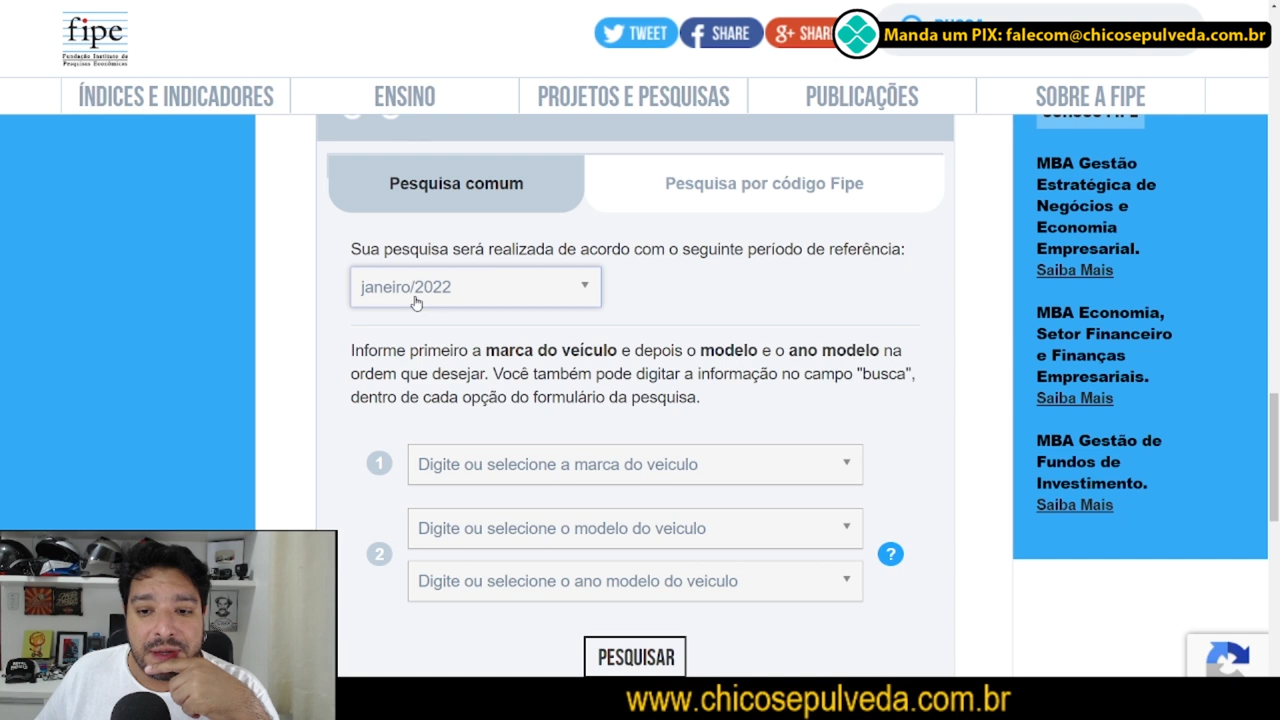 fipe
Fundação Instituto de
Pesquisas Econômicas
TWEET
SHARE
SHAR
Manda um PIX: falecom@chicosepulveda.com.br
ÍNDICES E INDICADORES
ENSINO
PROJETOS E PESQUISAS
PUBLICAÇÕES
SOBRE A FIPE
Pesquisa comum
Pesquisa por código Fipe
Sua pesquisa será realizada de acordo com o seguinte período de referência:
janeiro/2022
Informe primeiro a marca do veículo e depois o modelo e o ano modelo na
ordem que desejar. Você também pode digitar a informação no campo "busca",
dentro de cada opção do formulário da pesquisa.
1
Digite ou selecione a marca do veiculo
2
Digite ou selecione o modelo do veiculo
Digite ou selecione o ano modelo do veiculo
?
PESQUISAR
MBA Gestão
Estratégica de
Negócios e
Economia
Empresarial.
Saiba Mais
MBA Economia,
Setor Financeiro
e Finanças
Empresariais.
Saiba Mais
MBA Gestão de
Fundos de
Investimento.
Saiba Mais
www.chicosepulveda.com.br